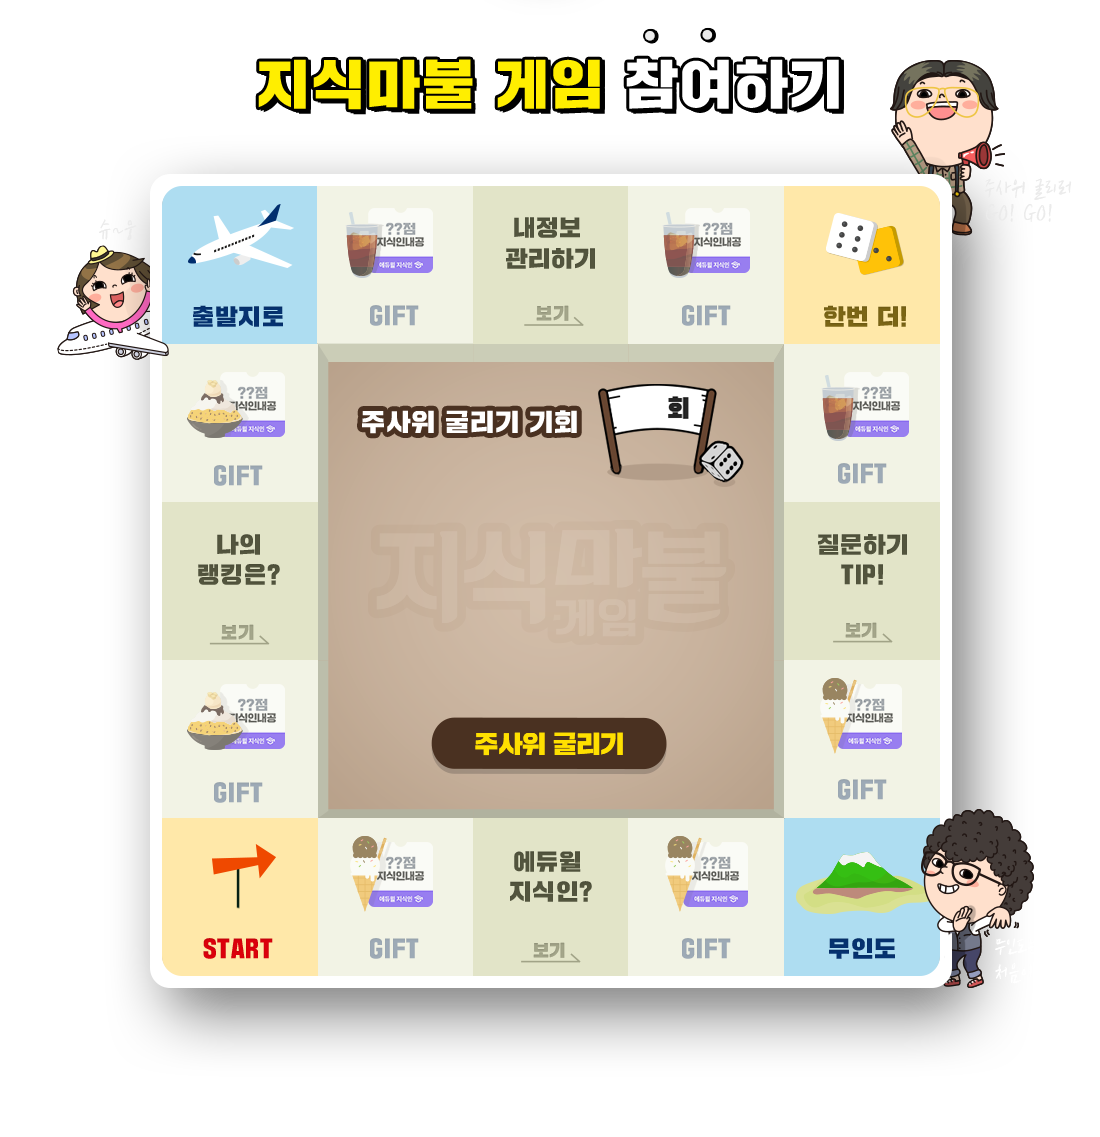 지식마불 게임 참여하기
주사위 굴리러
GO! GO!
슈~웅
출발지로
??점
지식인내공
에듀윌 지식인
GIFT
내정보
관리하기
보기
??점
지식인내공
에듀윌 지식인
GIFT
한번 더!
??점
지식인내공
에듀윌 지식인
GIFT
주사위 굴리기 기회
회
??점
지식인내공
에듀윌 지식인
GIFT
나의
랭킹은?
보기
지식마불
게임
질문하기
TIP!
보기
??점
지식인내공
에듀윌 지식인
GIFT
주사위 굴리기
??점
지식인내공
에듀윌 지식인
GIFT
START
??점
지식인내공
에듀윌 지식인
GIFT
에듀윌
지식인?
보기
??점
지식인내공
에듀윌 지식인
GIFT
무인도